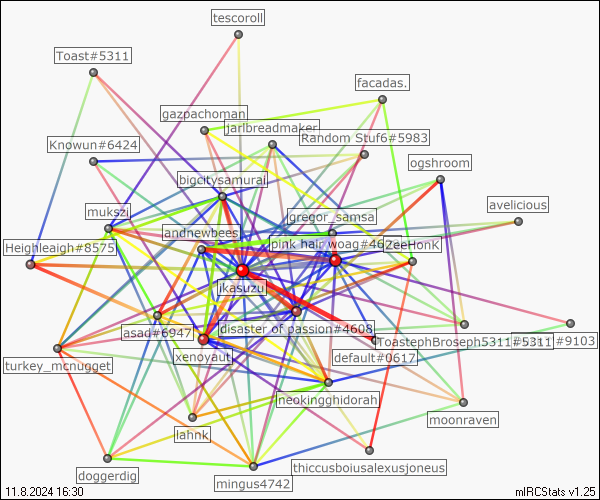 tescoroll
Toast#5311
facadas.
gazpachoman
jarlbreadmaker
Random Stuf6#5983
Knowun#6424
ogshroom
bigcitysamurai
avelicious
mukszi
gregor_samsa
andnewbees
pink hair woag#46
ZeeHonK
Heighleaigh#8575
jkasuzu
asad#6947
disaster of passion#4608
ToastephBroseph5311#5311
#9103
xenoyaut
default#0617
turkey_mcnugget
neokingghidorah
moonraven
lahnk
thiccusboiusalexusjoneus
doggerdig
mingus4742
11.8.2024 16:30
mIRCStats v1.25